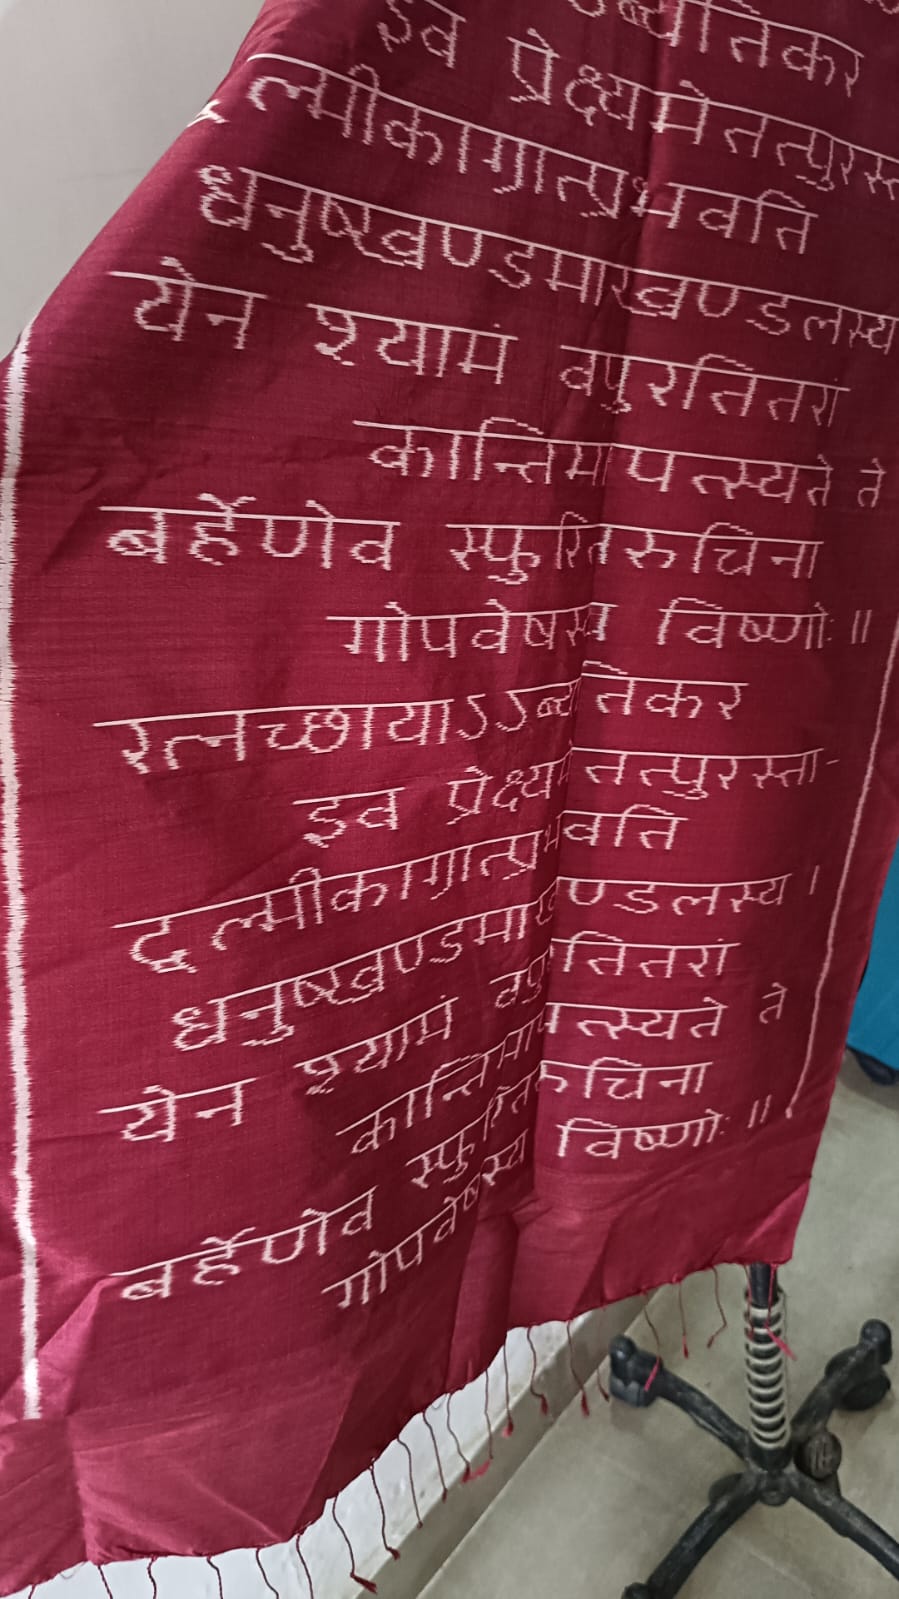 तिकर
इव प्रेक्ष्यमेतत्पुरस्त
ल्मीकाग्रात्प्रभवति
धनुष्खण्डमाखण्डलस्य
येन श्यामं वपुरतितरां
कान्तिमापत्स्यते ते
बर्हेणेव स्फुरितरुचिना
गोपवेषस्य विष्णोः ॥
रत्नच्छायाऽऽब्यतिकर
इव प्रेक्ष्यमेतत्पुरस्ता-
द्वल्मीकाग्रात्प्रभवति
धनुष्खण्डमाखण्डलस्य ।
येन श्यामं वपुरतितरां
कान्तिमापत्स्यते ते
बर्हेणेव स्फुरितरुचिना
गोपवेषस्य विष्णोः ॥